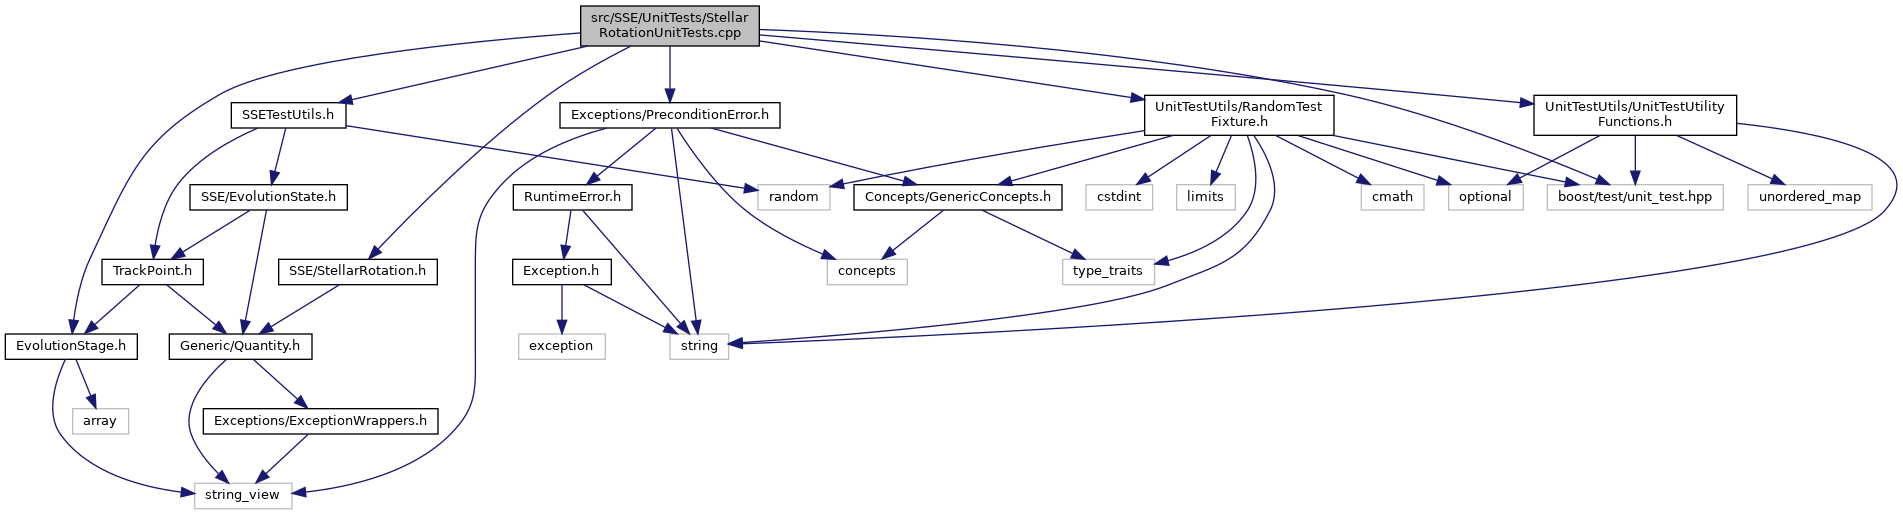 src/SSE/UnitTests/Stellar
RotationUnitTests.cpp
SSETestUtils.h
Exceptions/PreconditionError.h
UnitTestUtils/RandomTest
Fixture.h
UnitTestUtils/UnitTestUtility
Functions.h
SSE/EvolutionState.h
RuntimeError.h
random
Concepts/GenericConcepts.h
cstdint
limits
cmath
optional
boost/test/unit_test.hpp
unordered_map
TrackPoint.h
SSE/StellarRotation.h
Exception.h
concepts
type_traits
EvolutionStage.h
Generic/Quantity.h
exception
string
array
Exceptions/ExceptionWrappers.h
string_view